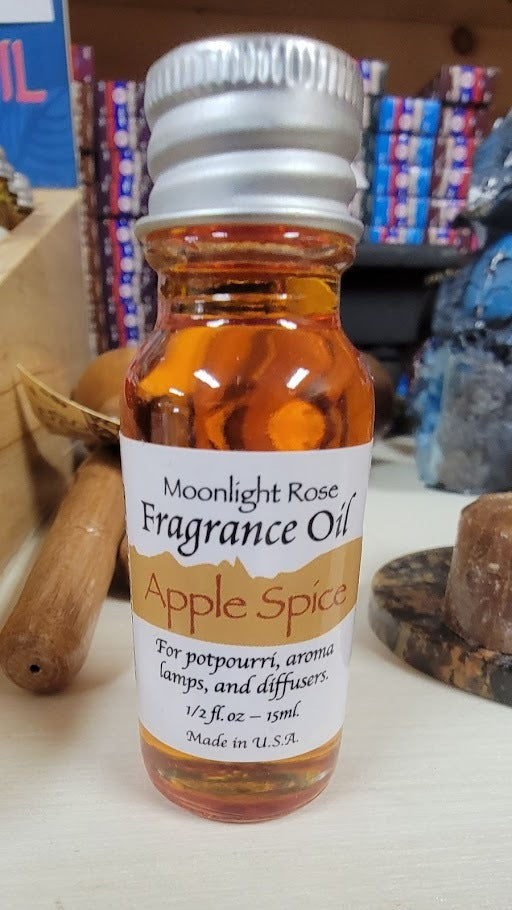 IL
Moonlight Rose
Fragrance Oil
Apple Spice
For potpourri, aroma
lamps, and diffusers.
1/2 fl. oz – 15ml.
Made in U.S.A.